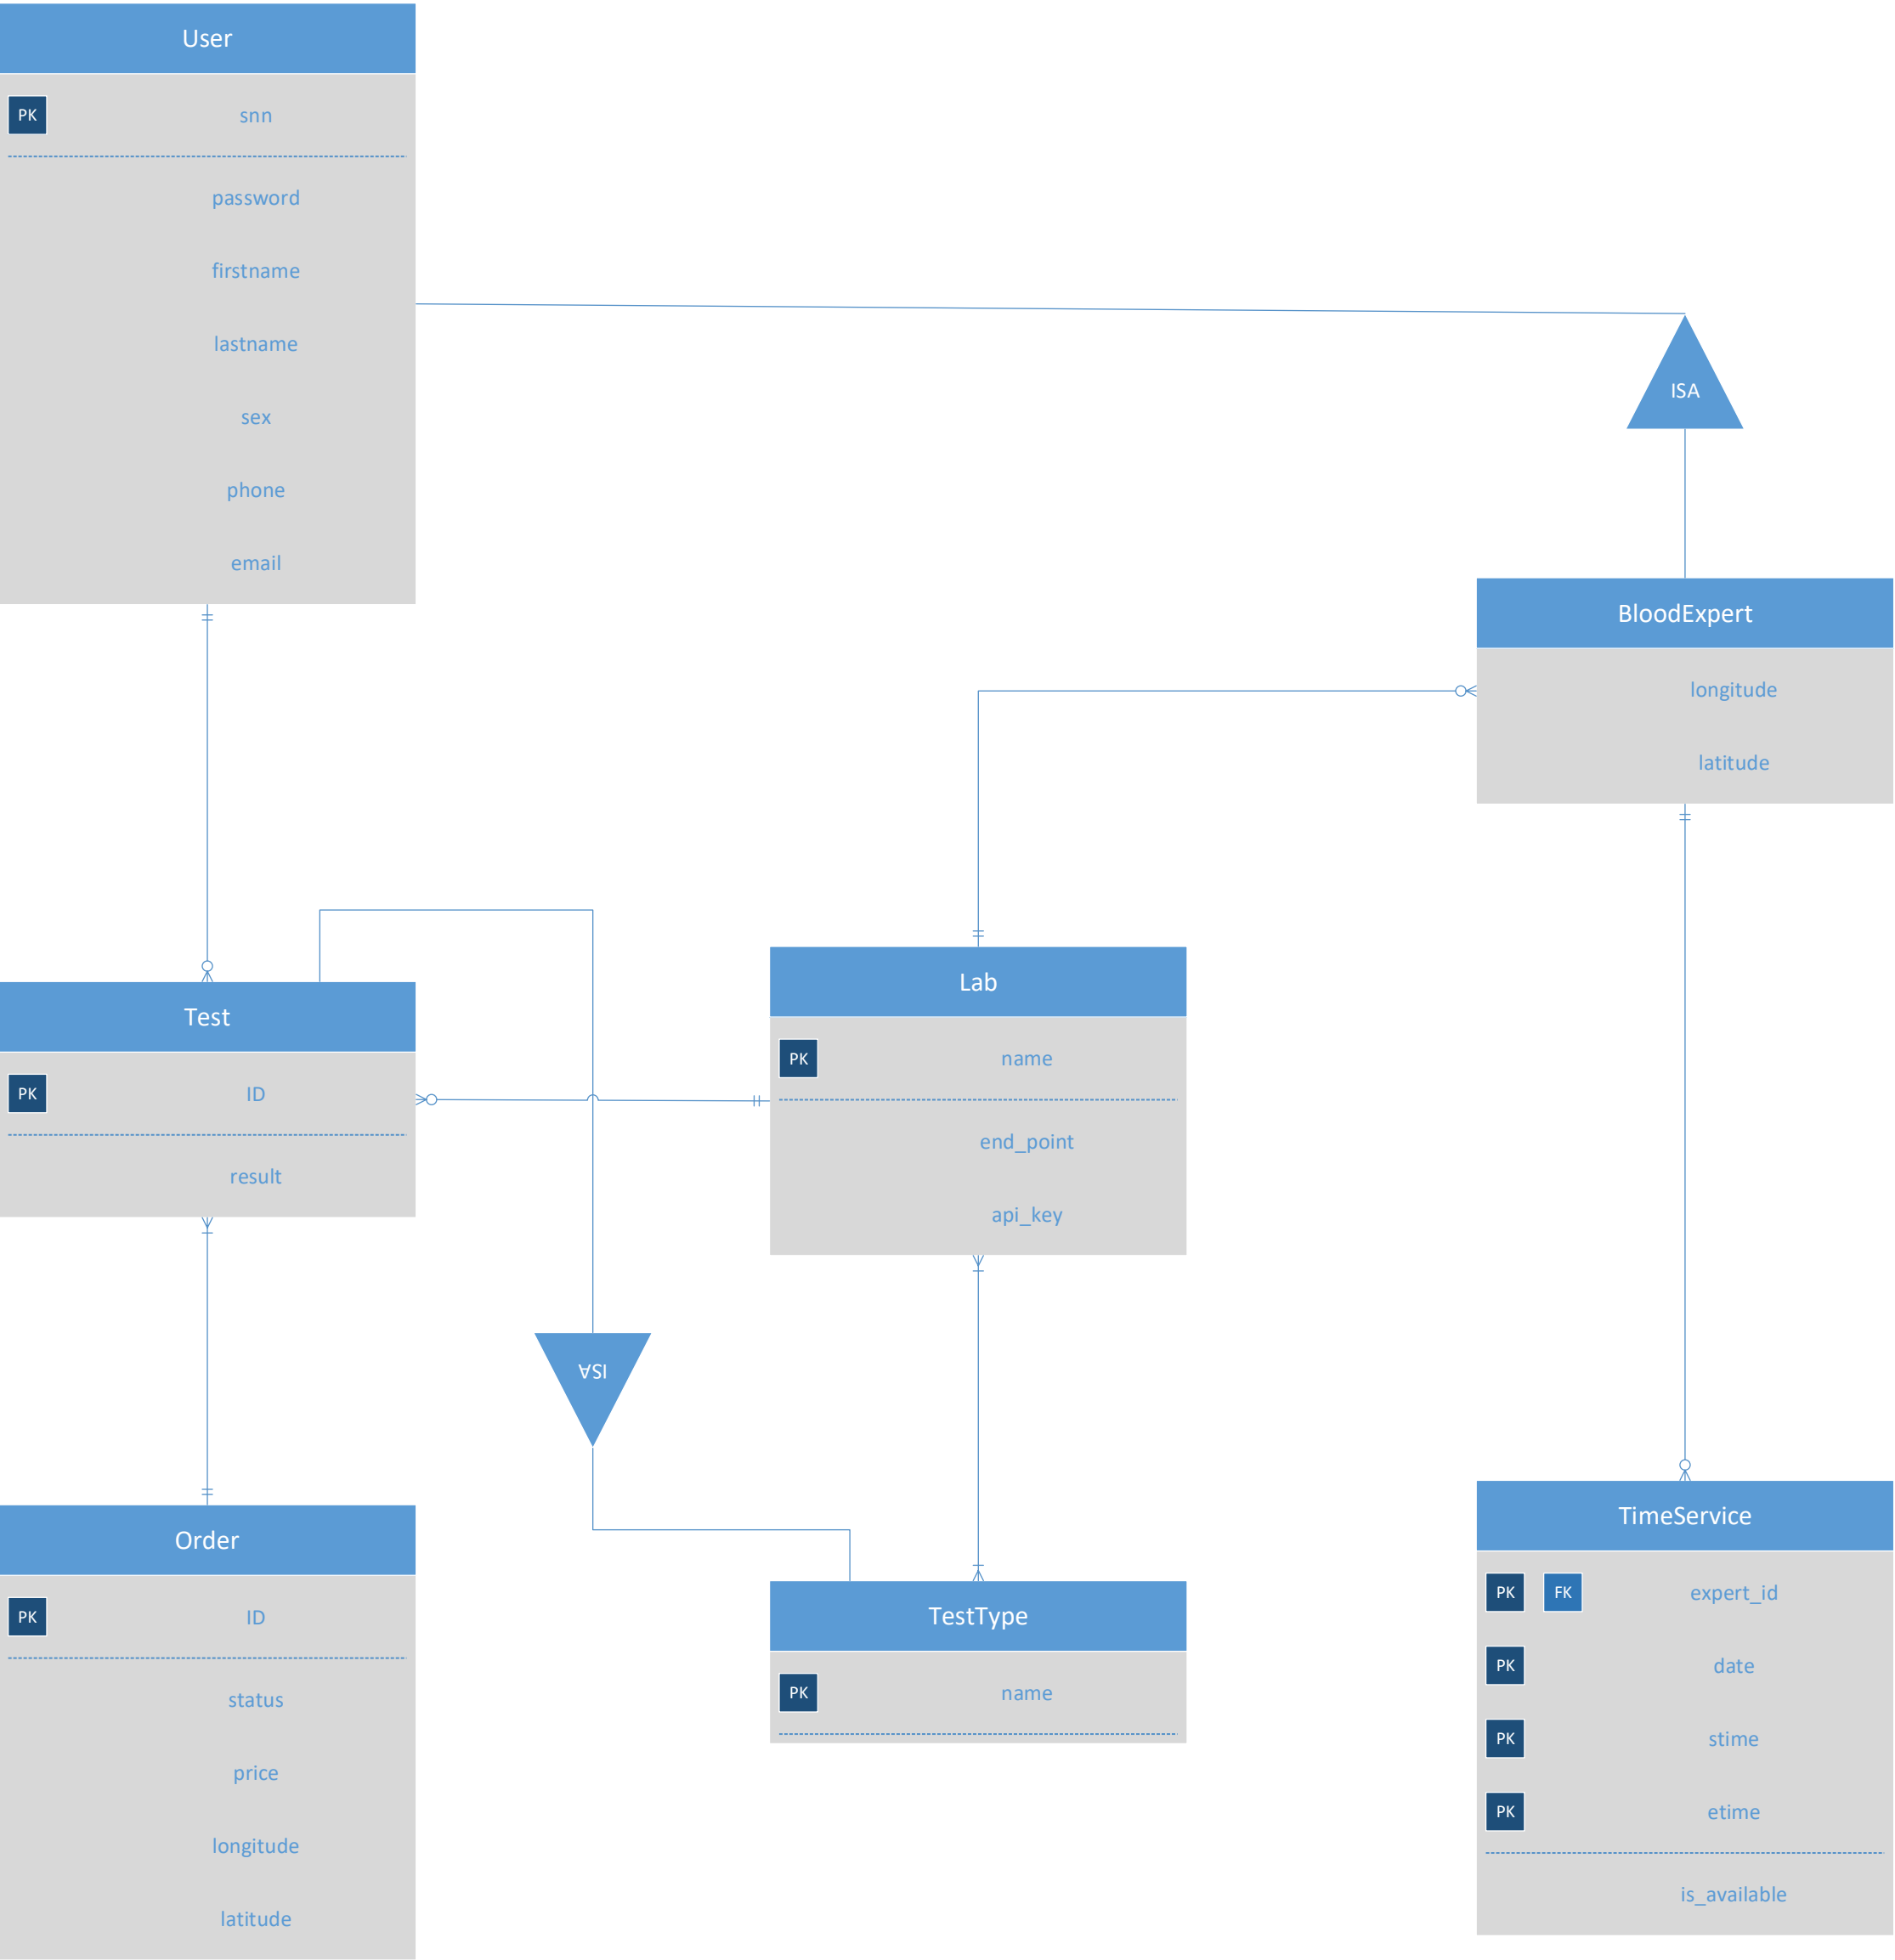 User
PK snn
password
firstname
lastname
sex
phone
email
ISA
BloodExpert
longitude
latitude
Test
PK ID
result
Lab
PK name
end_point
api_key
ISA
Order
PK ID
status
price
longitude
latitude
TestType
PK name
TimeService
PK FK expert_id
PK date
PK stime
PK etime
is_available